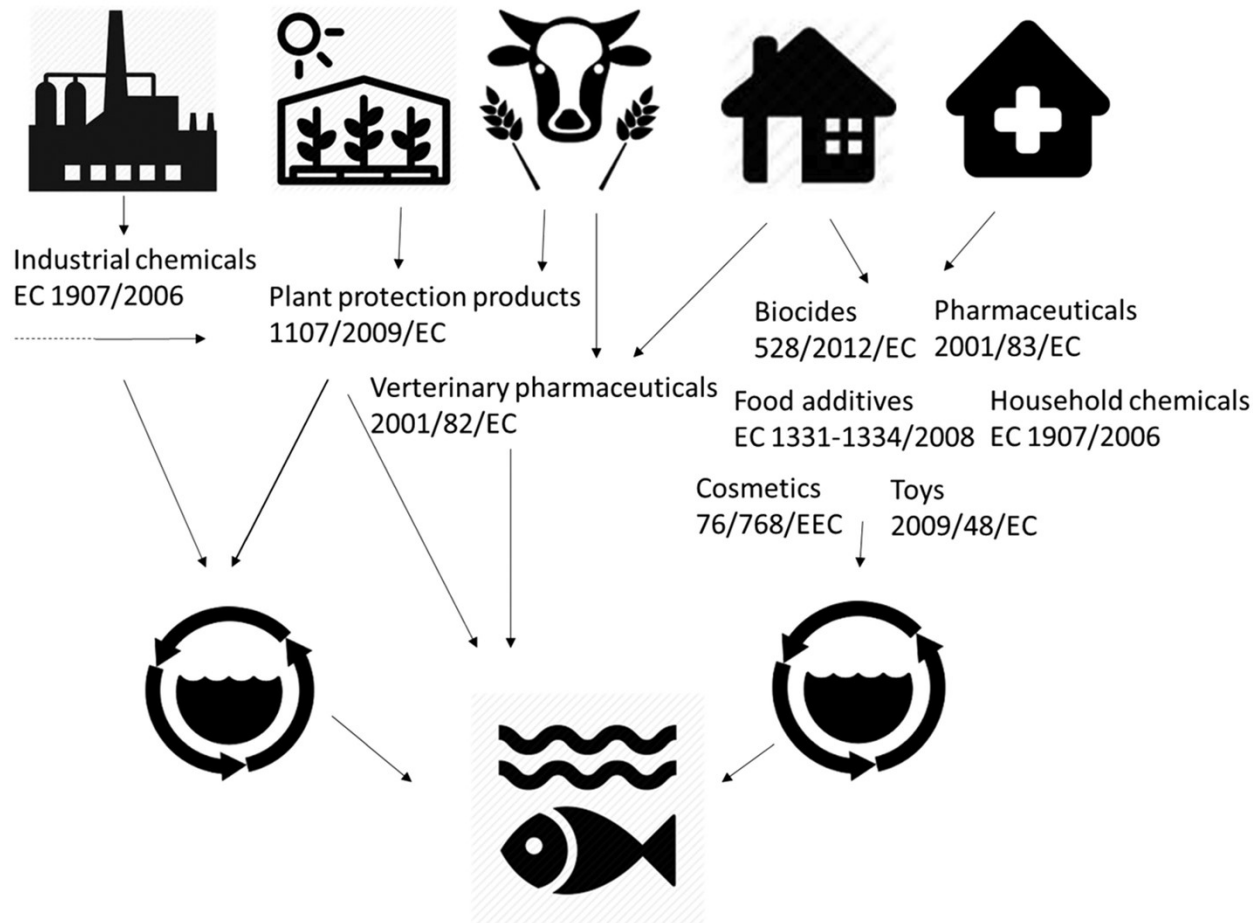 Industrial chemicals
EC 1907/2006
Plant protection products
1107/2009/EC
Verterinary pharmaceuticals
2001/82/EC
Biocides
528/2012/EC
Pharmaceuticals
2001/83/EC
Food additives
EC 1331-1334/2008
Household chemicals
EC 1907/2006
Cosmetics
76/768/EEC
Toys
2009/48/EC